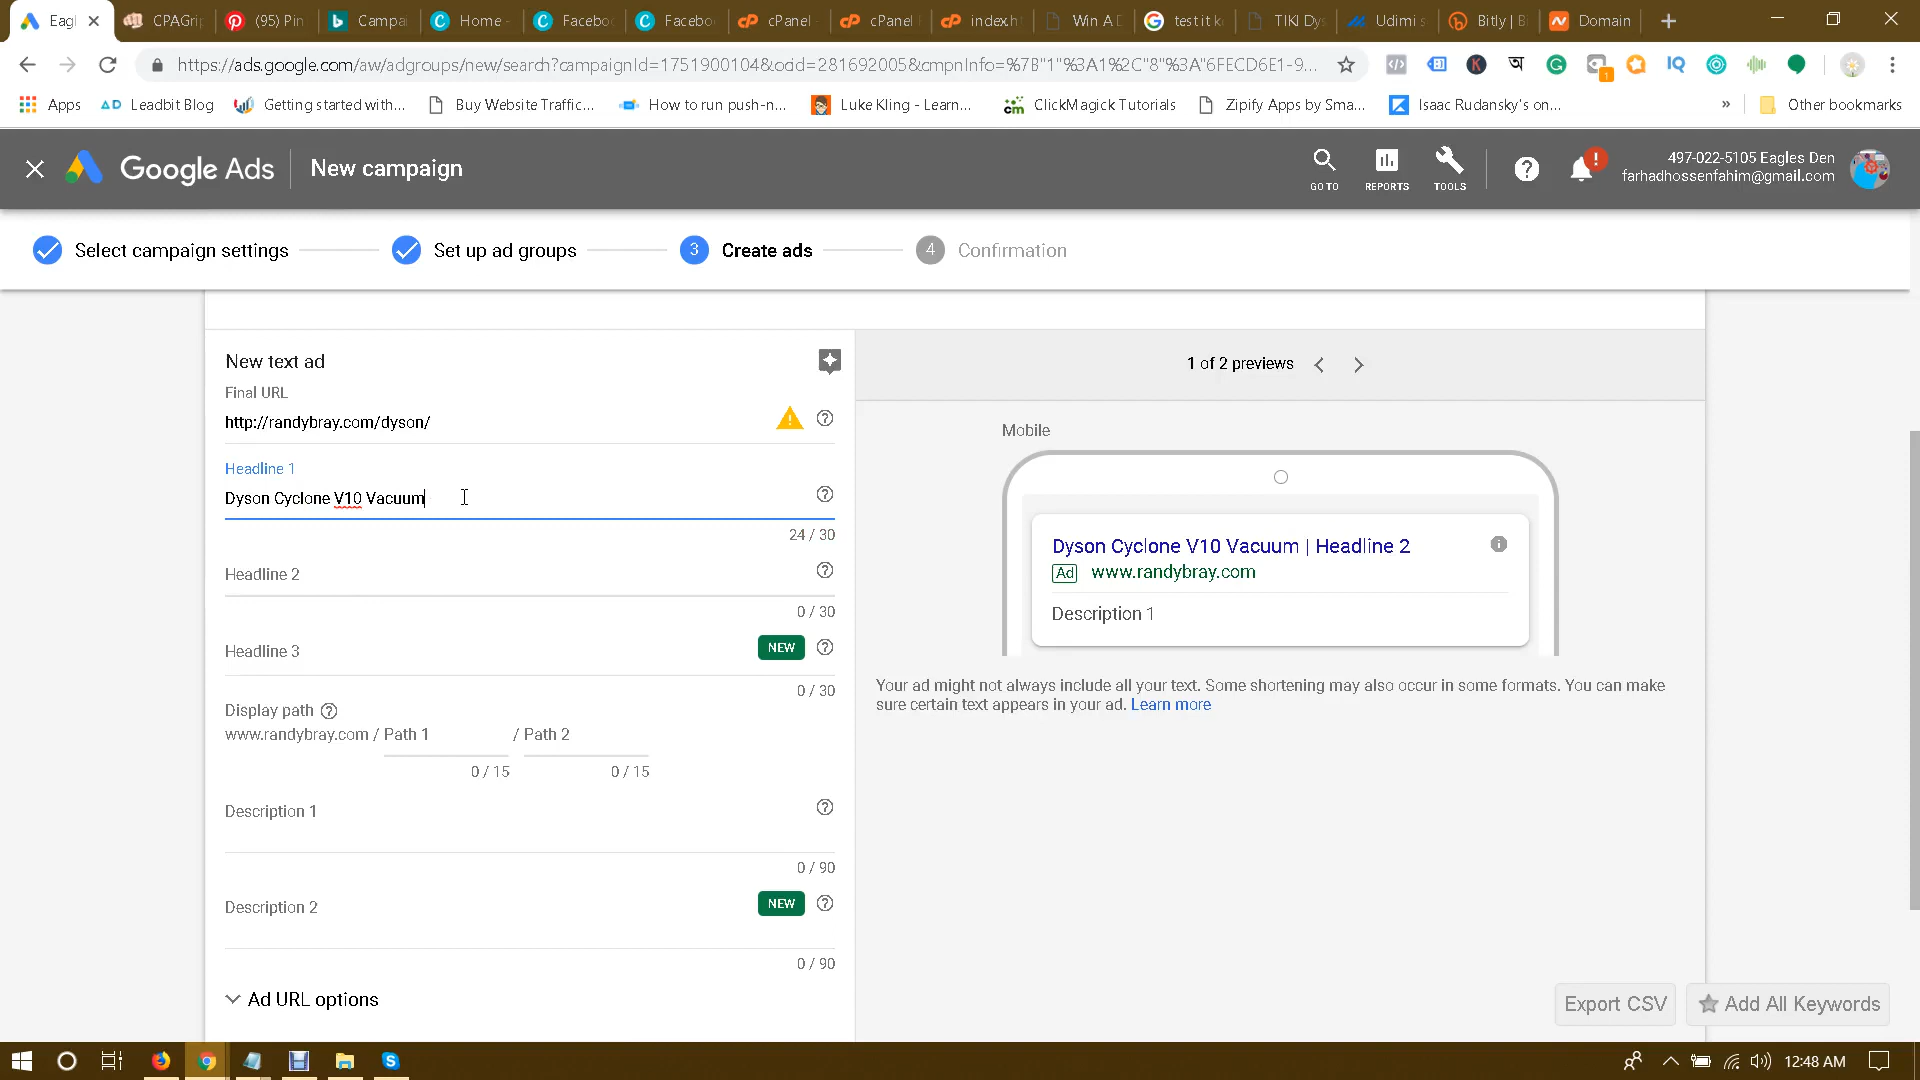 Eagl
CPAGrip
(95) Pin
Campai
Home -
Facebo
Facebo
cPanel -
cPanel F
index.h
Win A D
test it k
TIKI Dys
Udimi s
Bitly | B
Domain
https://ads.google.com/aw/adgroups/new/search?campaignId=1751900104&ocid=281692005&cmpnInfo=%7B"1"%3A1%2C"8"%3A"6FECD6E1-9...
Apps
Leadbit Blog
Getting started with...
Buy Website Traffic...
How to run push-n...
Luke Kling - Learn...
ClickMagick Tutorials
Zipify Apps by Sma...
Isaac Rudansky's on...
»
Other bookmarks
Google Ads
New campaign
GO TO
REPORTS
TOOLS
497-022-5105 Eagles Den
farhadhossenfahim@gmail.com
Select campaign settings
Set up ad groups
3 Create ads
4 Confirmation
New text ad
Final URL
http://randybray.com/dyson/
Headline 1
Dyson Cyclone V10 Vacuum
24 / 30
Headline 2
0 / 30
Headline 3
NEW
0 / 30
Display path
www.randybray.com / Path 1 / Path 2
0 / 15 0 / 15
Description 1
0 / 90
Description 2
NEW
0 / 90
Ad URL options
1 of 2 previews
Mobile
Dyson Cyclone V10 Vacuum | Headline 2
Ad www.randybray.com
Description 1
Your ad might not always include all your text. Some shortening may also occur in some formats. You can make
sure certain text appears in your ad. Learn more
Export CSV
Add All Keywords
12:48 AM